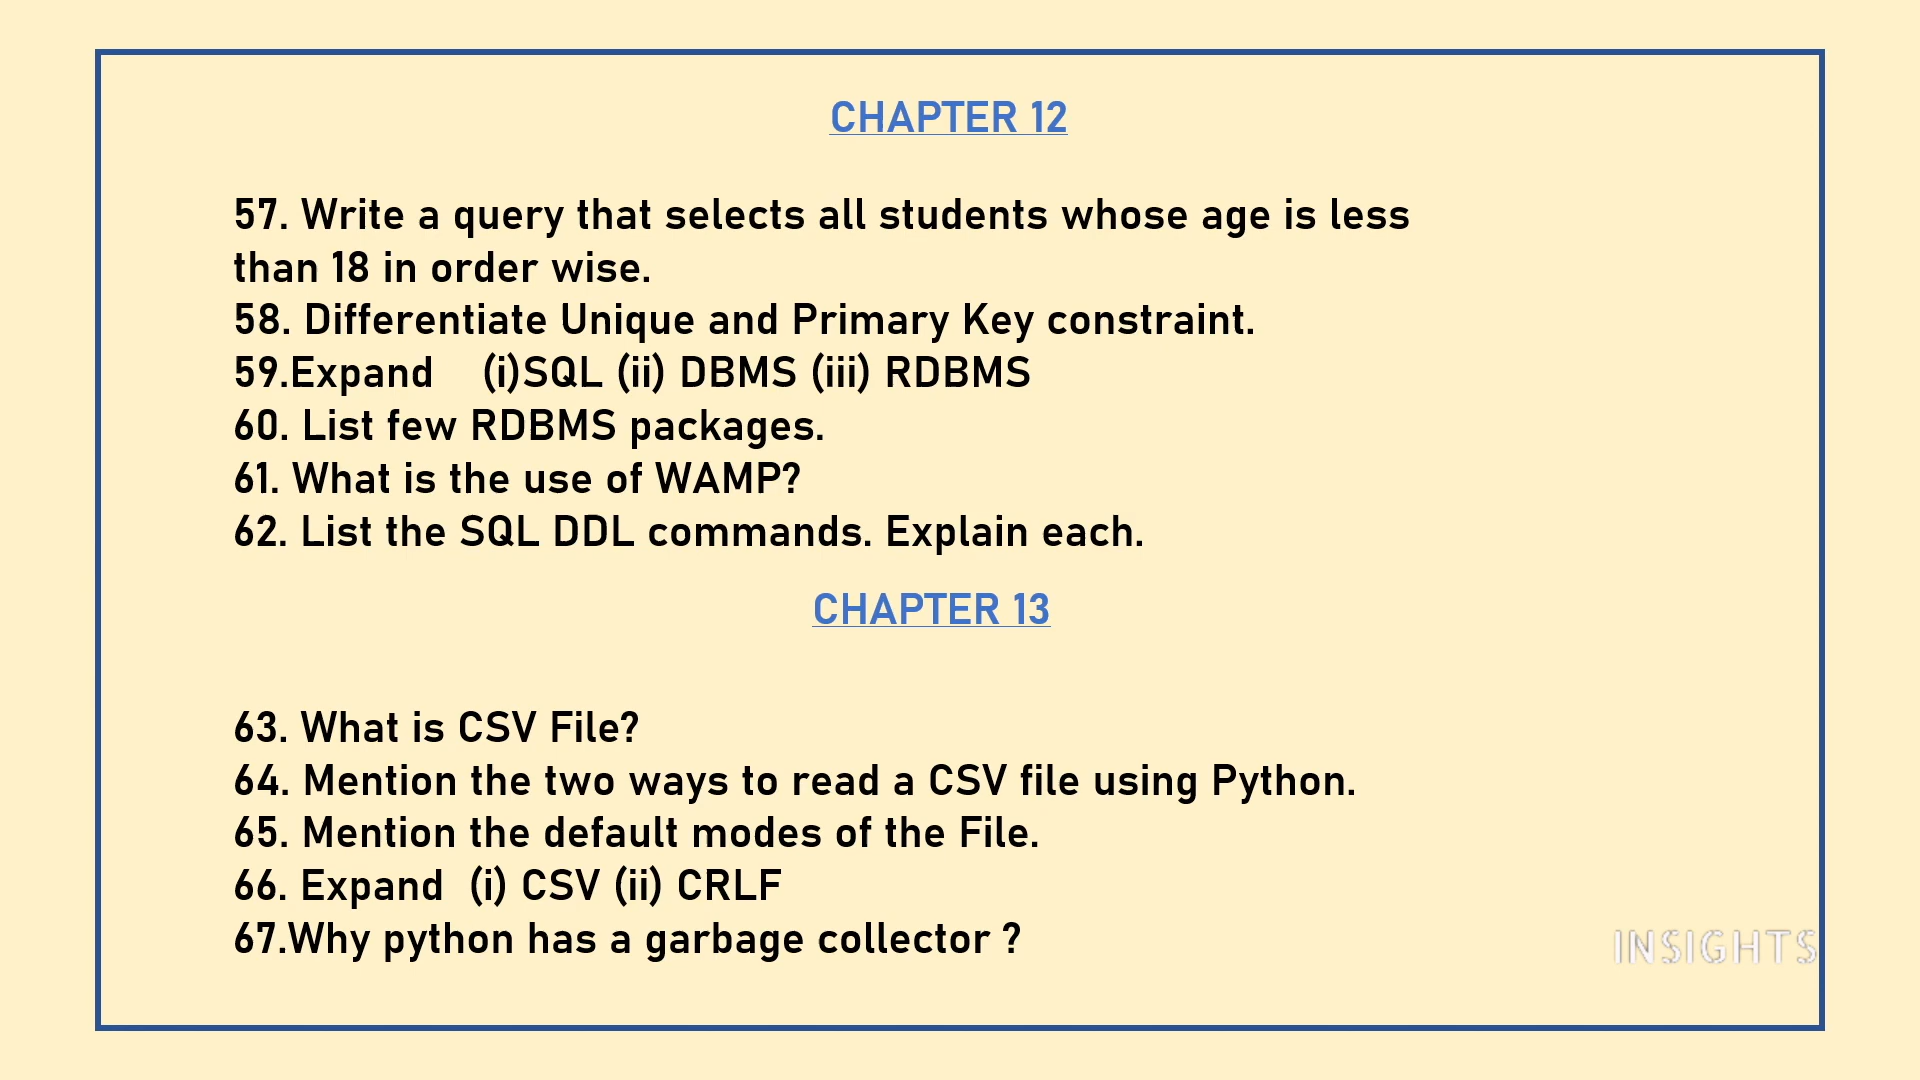 CHAPTER 12
57. Write a query that selects all students whose age is less
than 18 in order wise.
58. Differentiate Unique and Primary Key constraint.
59.Expand (i)SQL (ii) DBMS (iii) RDBMS
60. List few RDBMS packages.
61. What is the use of WAMP?
62. List the SQL DDL commands. Explain each.
CHAPTER 13
63. What is CSV File?
64. Mention the two ways to read a CSV file using Python.
65. Mention the default modes of the File.
66. Expand (i) CSV (ii) CRLF
67.Why python has a garbage collector ?
INSIGHTS